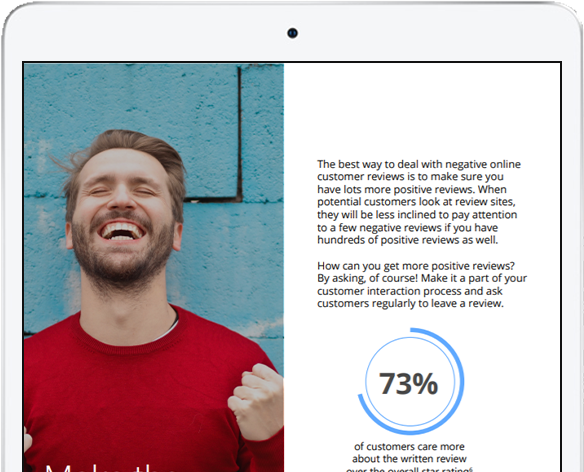 The best way to deal with negative online
customer reviews is to make sure you
have lots more positive reviews. When
potential customers look at review sites,
they will be less inclined to pay attention
to a few negative reviews if you have
hundreds of positive reviews as well.
How can you get more positive reviews?
By asking, of course! Make it a part of your
customer interaction process and ask
customers regularly to leave a review.
73%
of customers care more
about the written review
over the overall star rating